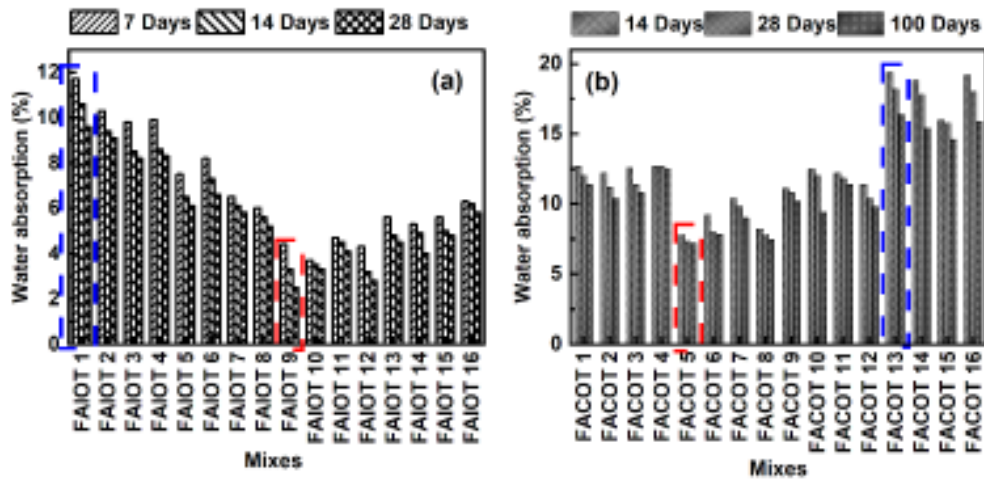 7 Days 14 Days 28 Days
(a)
Water absorption (%)
12
10
8
6
4
2
0
FAIOT 1
FAIOT 2
FAIOT 3
FAIOT 4
FAIOT 5
FAIOT 6
FAIOT 7
FAIOT 8
FAIOT 9
FAIOT 10
FAIOT 11
FAIOT 12
FAIOT 13
FAIOT 14
FAIOT 15
FAIOT 16
Mixes
14 Days 28 Days 100 Days
(b)
Water absorption (%)
20
15
10
5
0
FACOT 1
FACOT 2
FACOT 3
FACOT 4
FACOT 5
FACOT 6
FACOT 7
FACOT 8
FACOT 9
FACOT 10
FACOT 11
FACOT 12
FACOT 13
FACOT 14
FACOT 15
FACOT 16
Mixes